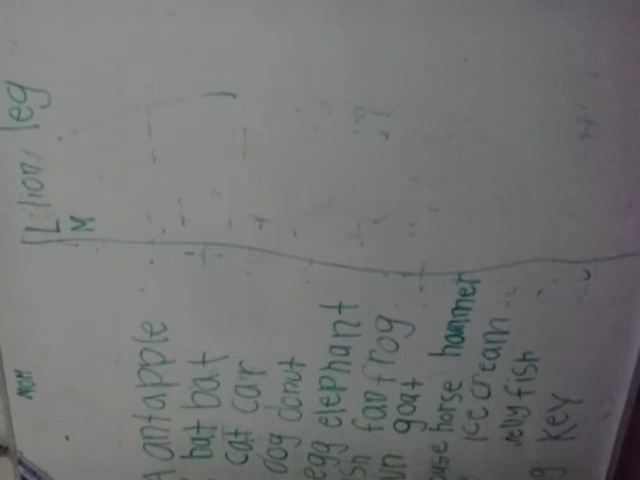 A ant apple
bat bat
cat car
dog donut
egg elephant
fan frog
goat
horse hammer
ice cream
jelly fish
key
L lion, leg
M